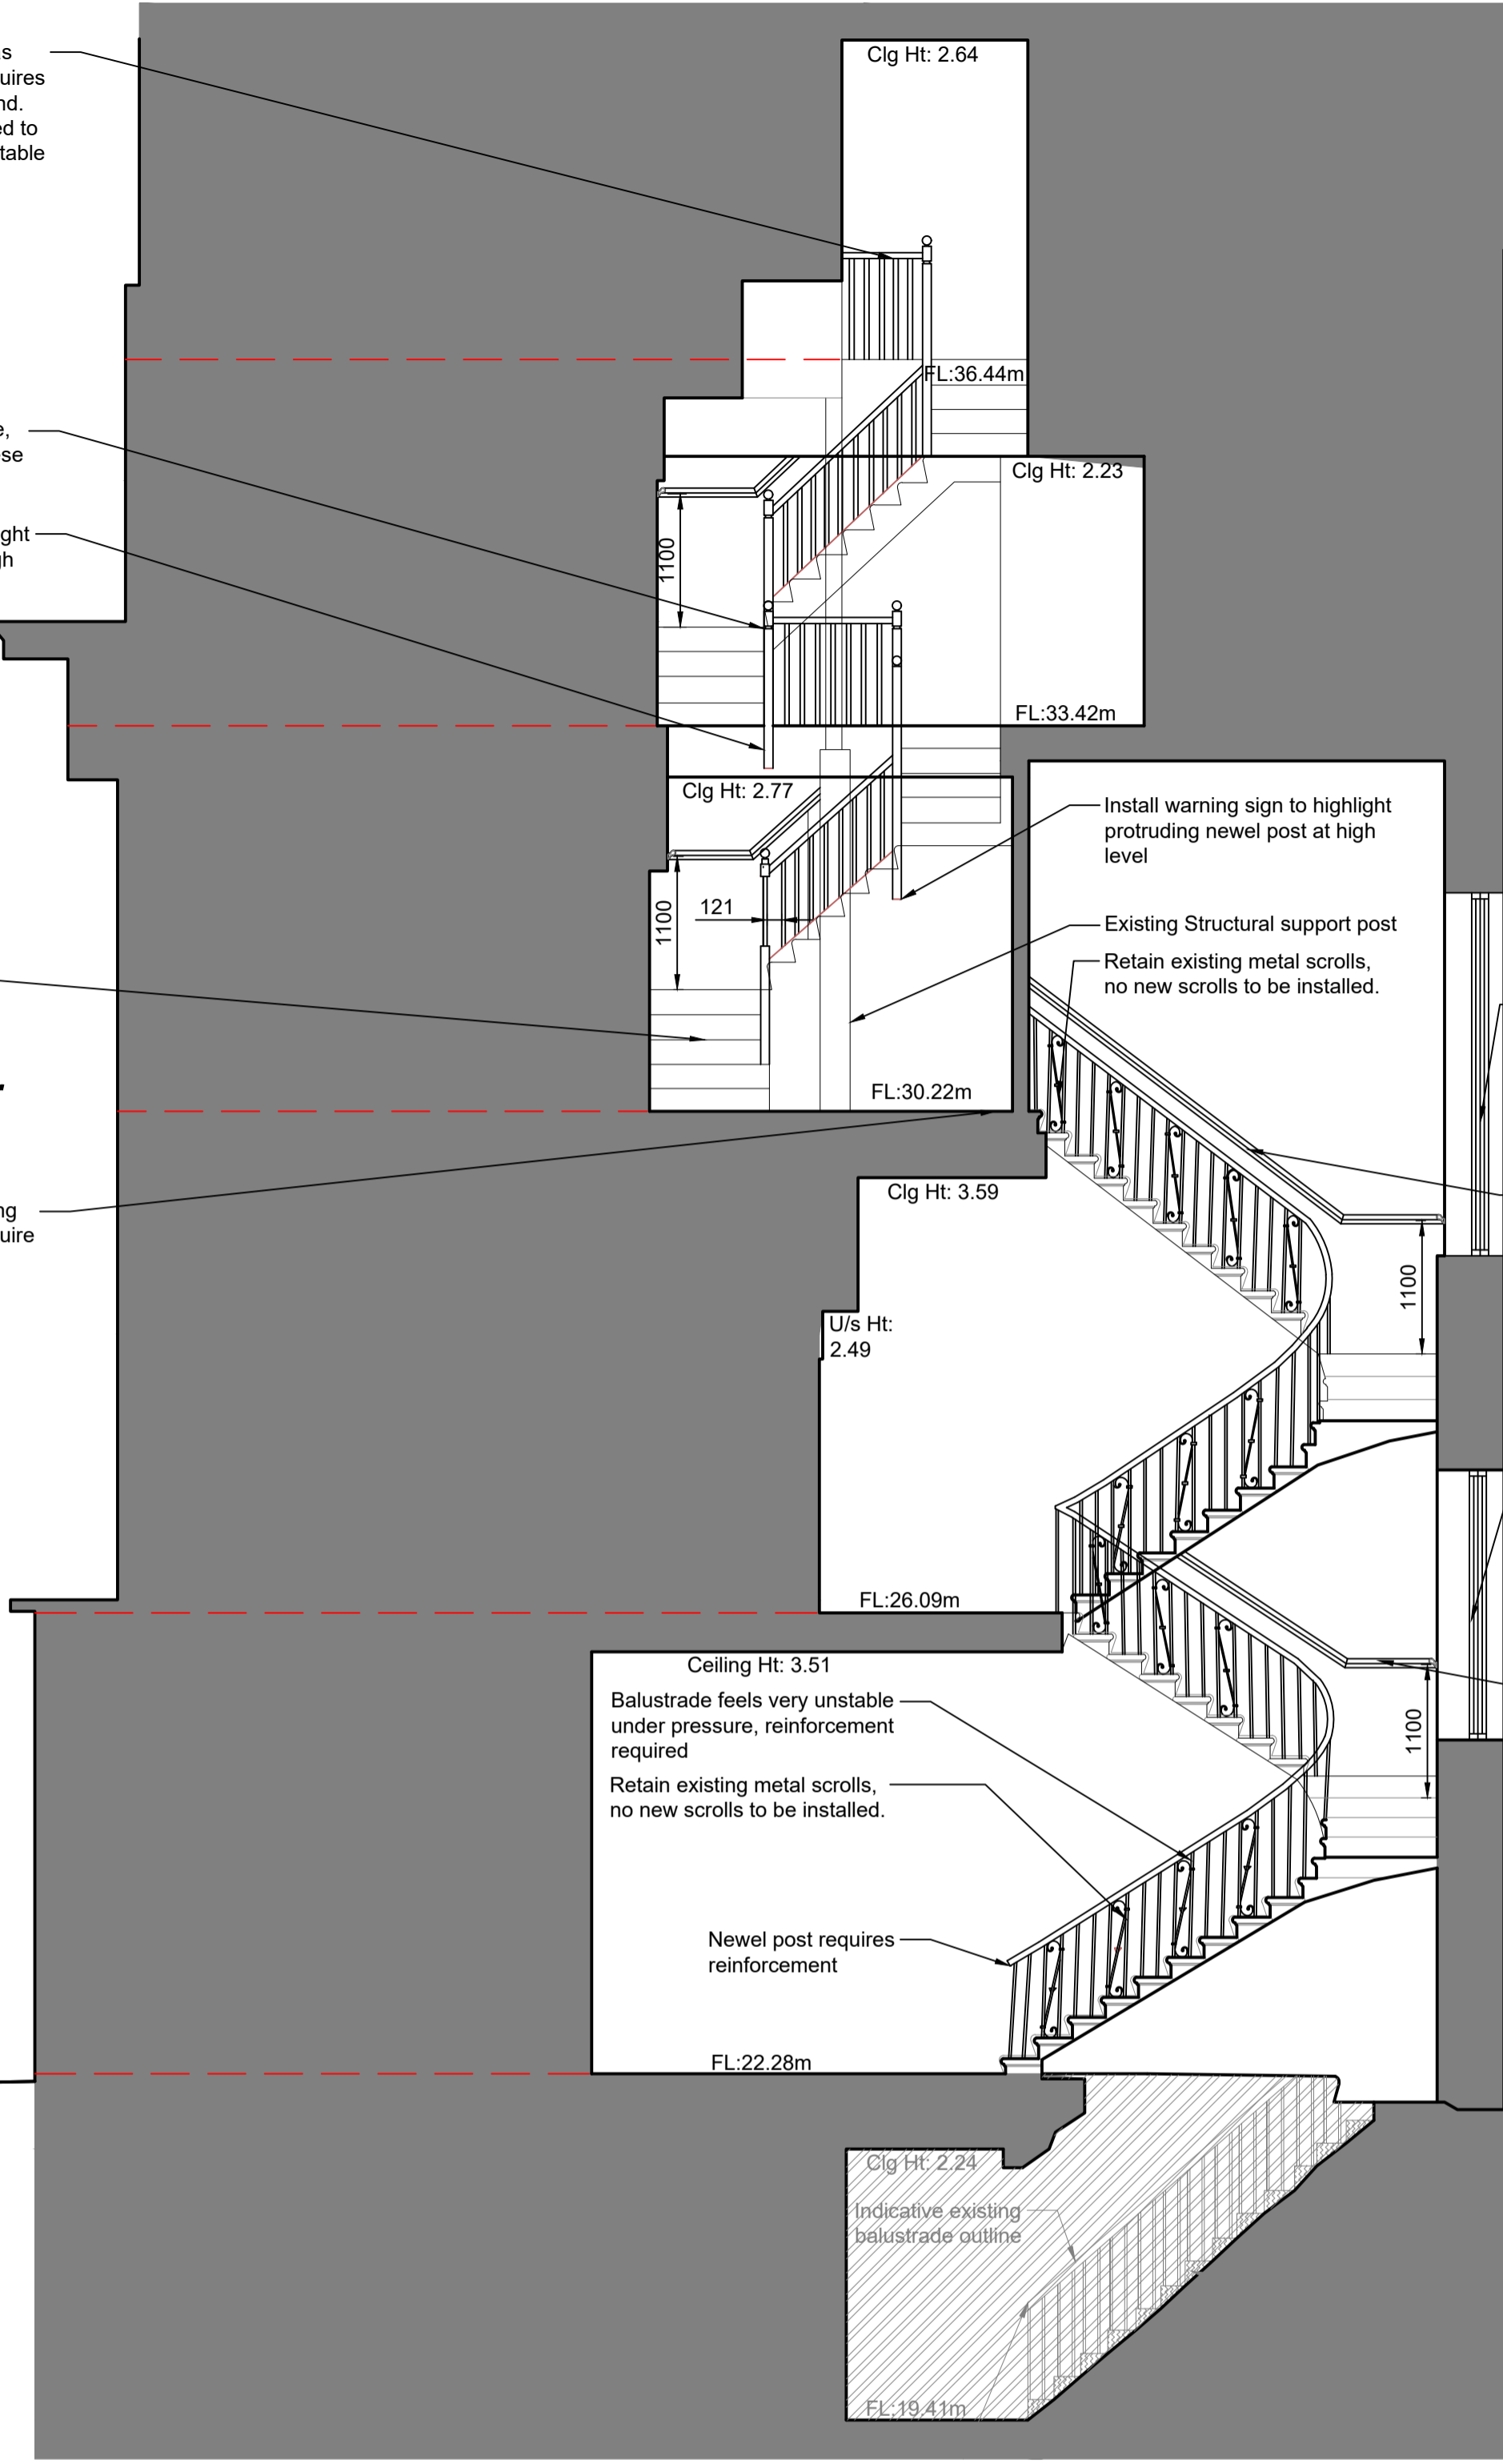 Clg Ht: 2.64
to
table
FL:36.44m
Clg Ht: 2.23
1100
FL:33.42m
Clg Ht: 2.77
Install warning sign to highlight
protruding newel post at high
level
121
1100
Existing Structural support post
Retain existing metal scrolls,
no new scrolls to be installed.
FL:30.22m
Clg Ht: 3.59
1100
U/s Ht:
2.49
FL:26.09m
Ceiling Ht: 3.51
Balustrade feels very unstable
under pressure, reinforcement
required
1100
Retain existing metal scrolls,
no new scrolls to be installed.
Newel post requires
reinforcement
FL:22.28m
Clg Ht: 2.24
Indicative existing
balustrade outline
FL:19.41m